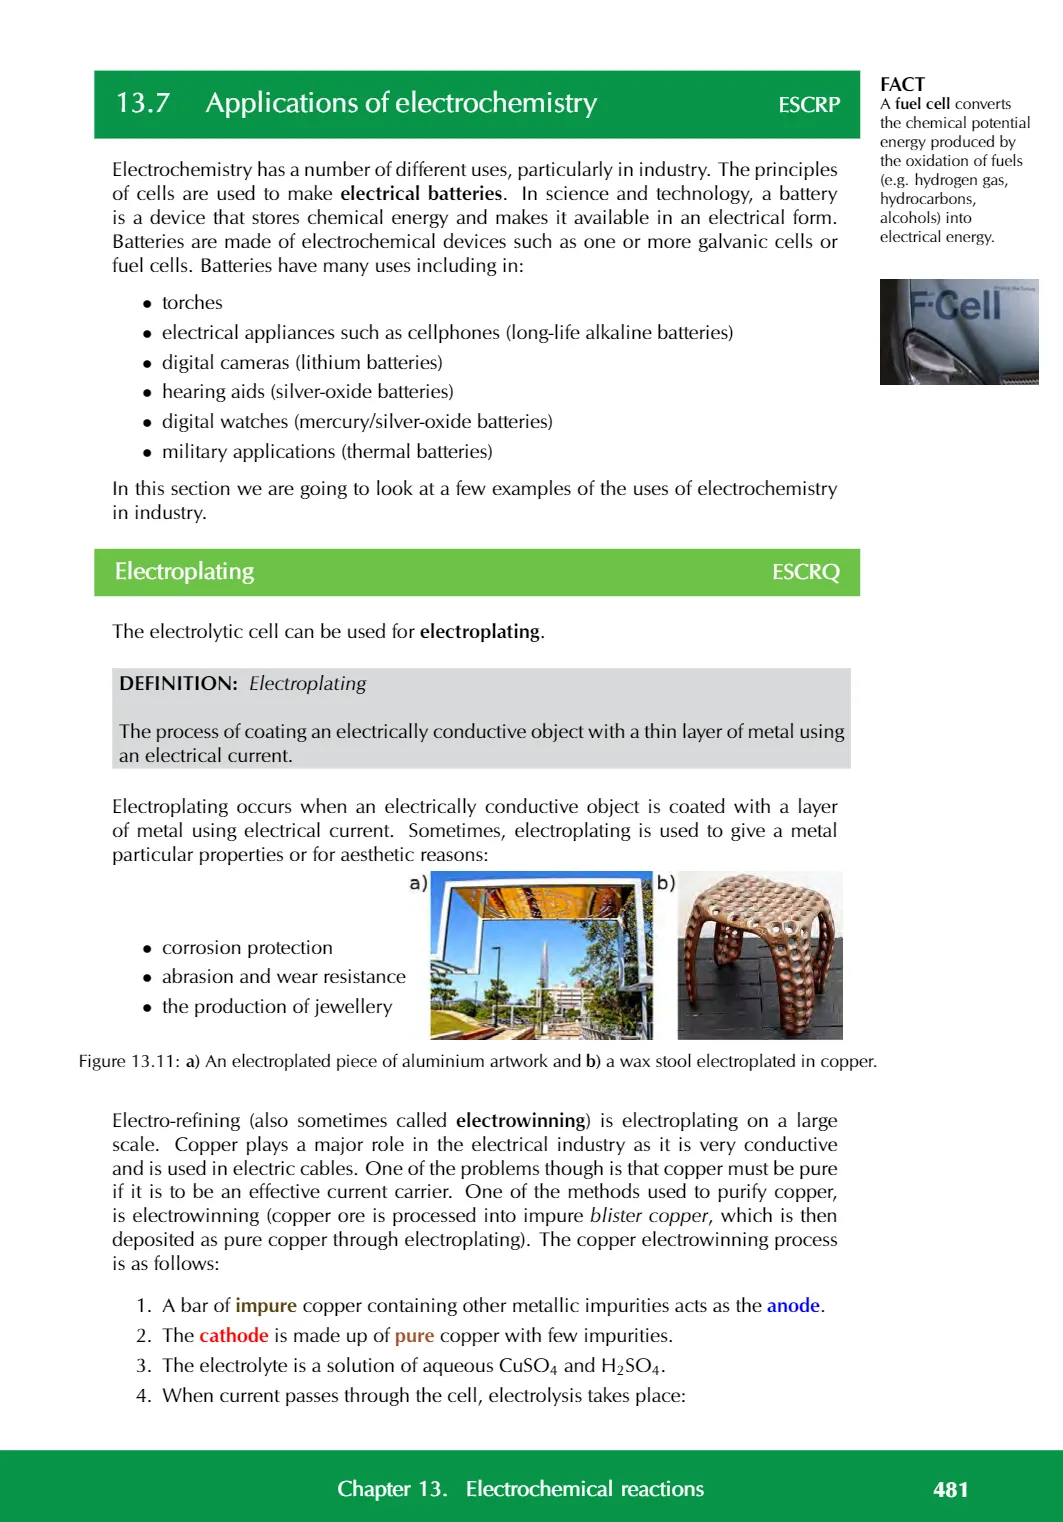 13.7 Applications of electrochemistry ESCRP
Electrochemistry has a number of different uses, particularly in industry. The principles
of cells are used to make electrical batteries. In science and technology, a battery
is a device that stores chemical energy and makes it available in an electrical form.
Batteries are made of electrochemical devices such as one or more galvanic cells or
fuel cells. Batteries have many uses including in:
• torches
• electrical appliances such as cellphones (long-life alkaline batteries)
• digital cameras (lithium batteries)
• hearing aids (silver-oxide batteries)
• digital watches (mercury/silver-oxide batteries)
• military applications (thermal batteries)
In this section we are going to look at a few examples of the uses of electrochemistry
in industry.
FACT
A fuel cell converts
the chemical potential
energy produced by
the oxidation of fuels
(e.g. hydrogen gas,
hydrocarbons,
alcohols) into
electrical energy.
F-Cell
Electroplating ESCRQ
The electrolytic cell can be used for electroplating.
DEFINITION: Electroplating
The process of coating an electrically conductive object with a thin layer of metal using
an electrical current.
Electroplating occurs when an electrically conductive object is coated with a layer
of metal using electrical current. Sometimes, electroplating is used to give a metal
particular properties or for aesthetic reasons:
• corrosion protection
• abrasion and wear resistance
• the production of jewellery
a)
b)
Figure 13.11: a) An electroplated piece of aluminium artwork and b) a wax stool electroplated in copper.
Electro-refining (also sometimes called electrowinning) is electroplating on a large
scale. Copper plays a major role in the electrical industry as it is very conductive
and is used in electric cables. One of the problems though is that copper must be pure
if it is to be an effective current carrier. One of the methods used to purify copper,
is electrowinning (copper ore is processed into impure blister copper, which is then
deposited as pure copper through electroplating). The copper electrowinning process
is as follows:
1. A bar of impure copper containing other metallic impurities acts as the anode.
2. The cathode is made up of pure copper with few impurities.
3. The electrolyte is a solution of aqueous CuSO₄ and H₂SO₄.
4. When current passes through the cell, electrolysis takes place:
Chapter 13. Electrochemical reactions 481